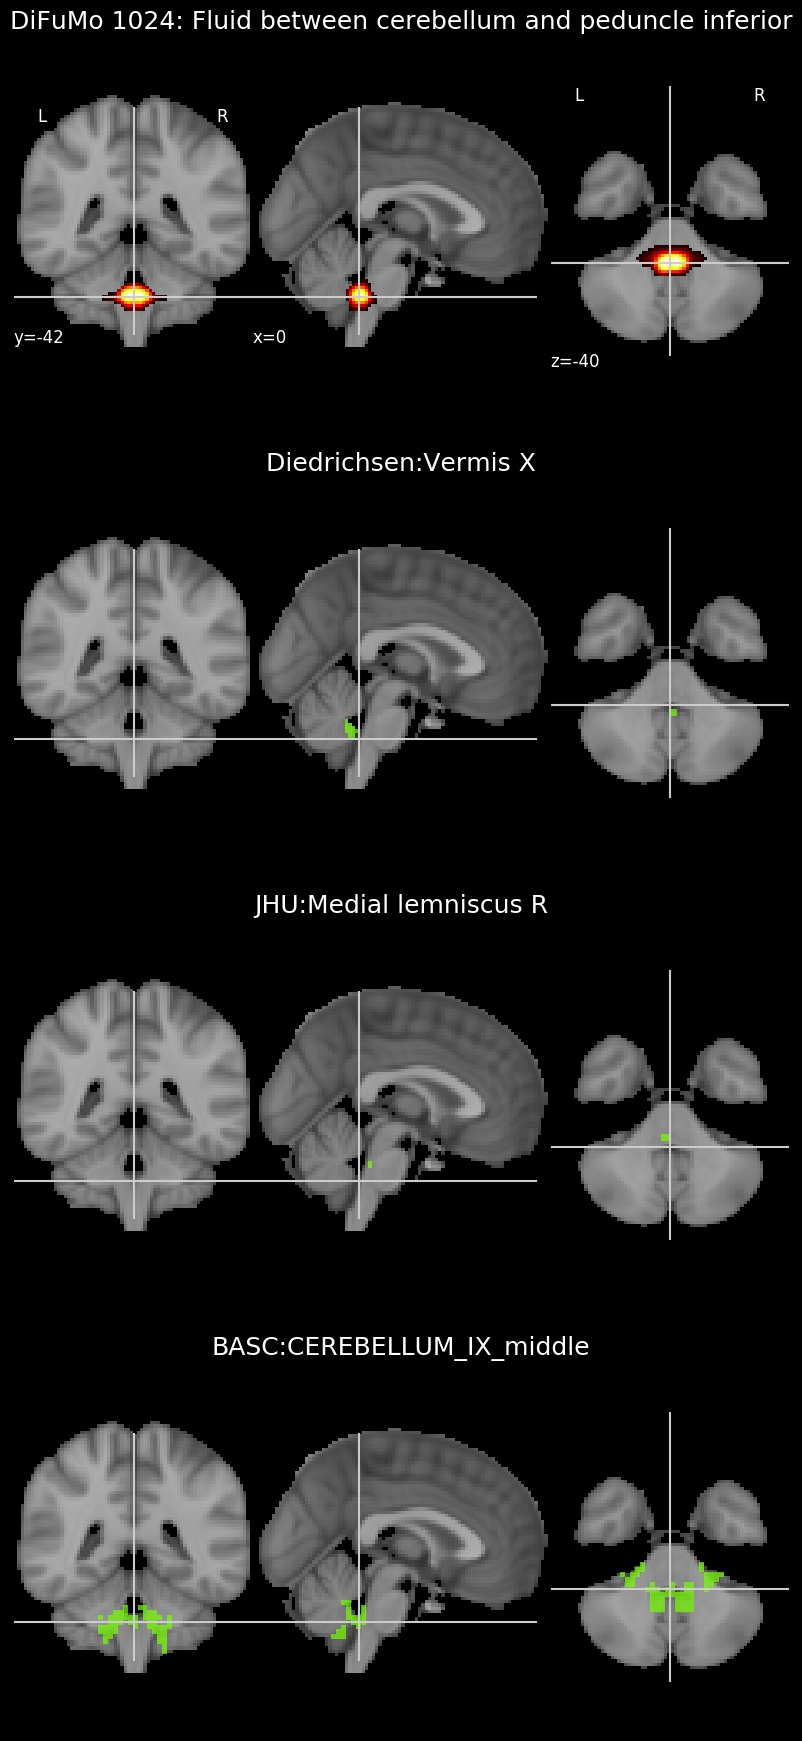 DiFuMo 1024: Fluid between cerebellum and peduncle inferior
L R
L R
y=-42
x=0
z=-40
Diedrichsen:Vermis X
JHU:Medial lemniscus R
BASC:CEREBELLUM_IX_middle